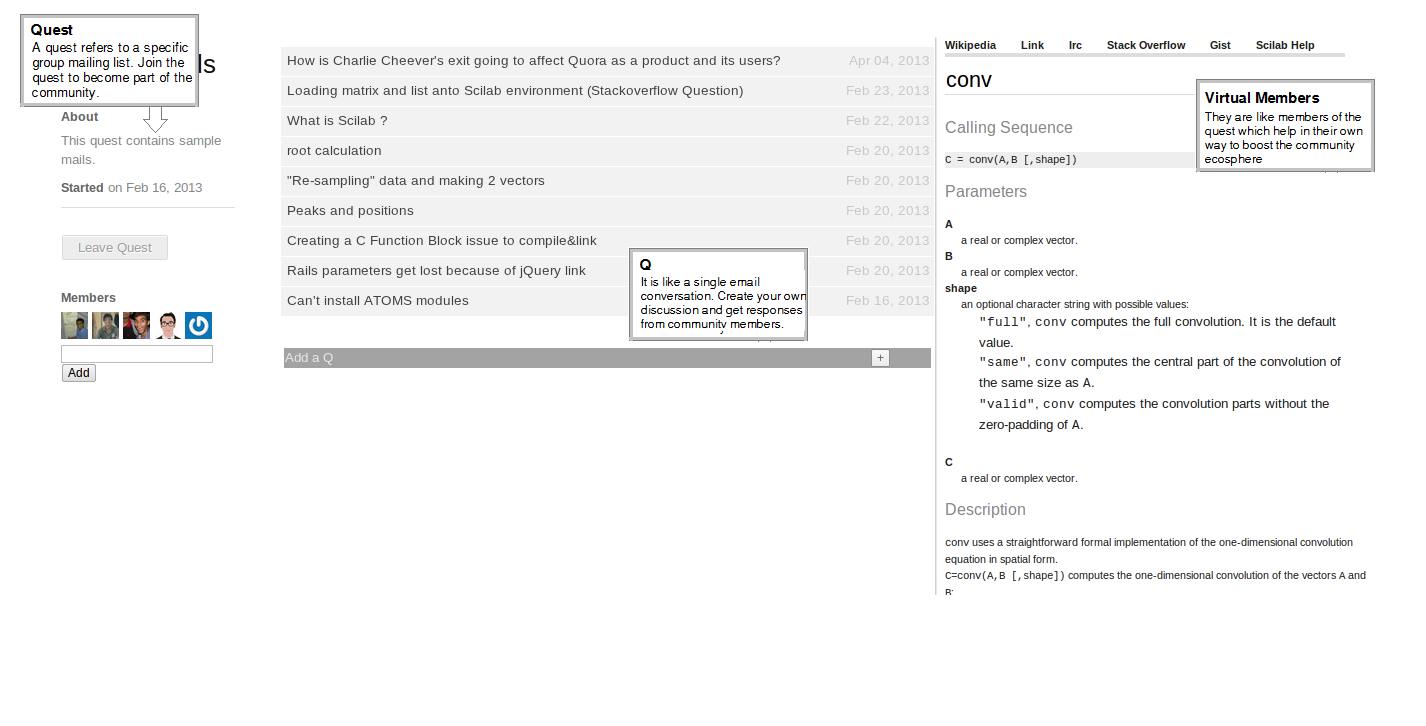 Quest
A quest refers to a specific
group mailing list. Join the
quest to become part of the
community.
ls
About
This quest contains sample
mails.
Started on Feb 16, 2013
Leave Quest
Members
Add
How is Charlie Cheever's exit going to affect Quora as a product and its users? Apr 04, 2013
Loading matrix and list anto Scilab environment (Stackoverflow Question) Feb 23, 2013
What is Scilab ? Feb 22, 2013
root calculation Feb 20, 2013
"Re-sampling" data and making 2 vectors Feb 20, 2013
Peaks and positions Feb 20, 2013
Creating a C Function Block issue to compile&link Feb 20, 2013
Rails parameters get lost because of jQuery link Feb 20, 2013
Can't install ATOMS modules Feb 16, 2013
Q
It is like a single email
conversation. Create your own
discussion and get responses
from community members.
Add a Q +
Wikipedia Link Irc Stack Overflow Gist Scilab Help
conv
Virtual Members
They are like members of the
quest which help in their own
way to boost the community
ecosphere
Calling Sequence
C = conv(A,B [,shape])
Parameters
A
a real or complex vector.
B
a real or complex vector.
shape
an optional character string with possible values:
"full", conv computes the full convolution. It is the default
value.
"same", conv computes the central part of the convolution of
the same size as A.
"valid", conv computes the convolution parts without the
zero-padding of A.
C
a real or complex vector.
Description
conv uses a straightforward formal implementation of the one-dimensional convolution
equation in spatial form.
C=conv(A,B [,shape]) computes the one-dimensional convolution of the vectors A and
B: